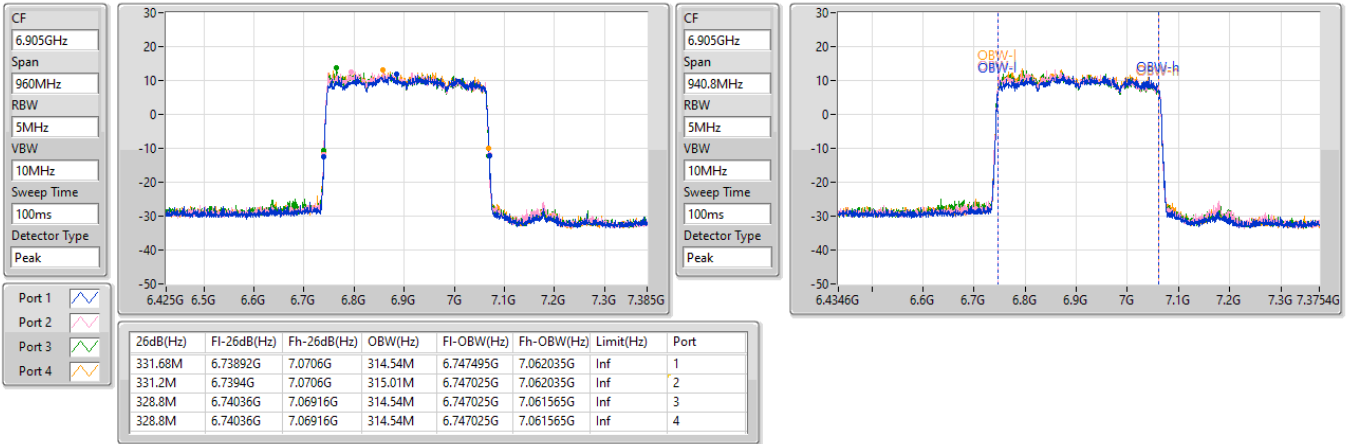 CF
6.905GHz
Span
960MHz
RBW
5MHz
VBW
10MHz
Sweep Time
100ms
Detector Type
Peak
30
20
10
0
-10
-20
-30
-40
-50
6.425G 6.5G 6.6G 6.7G 6.8G 6.9G 7G 7.1G 7.2G 7.3G 7.385G
CF
6.905GHz
Span
940.8MHz
RBW
5MHz
VBW
10MHz
Sweep Time
100ms
Detector Type
Peak
30
20
10
0
-10
-20
-30
-40
-50
OBW-l
OBW-l
OBW-h
6.4346G 6.6G 6.7G 6.8G 6.9G 7G 7.1G 7.2G 7.3G 7.3754G
Port 1
Port 2
Port 3
Port 4
26dB(Hz) Fl-26dB(Hz) Fh-26dB(Hz) OBW(Hz) Fl-OBW(Hz) Fh-OBW(Hz) Limit(Hz) Port
331.68M 6.73892G 7.0706G 314.54M 6.747495G 7.062035G Inf 1
331.2M 6.7394G 7.0706G 315.01M 6.747025G 7.062035G Inf 2
328.8M 6.74036G 7.06916G 314.54M 6.747025G 7.061565G Inf 3
328.8M 6.74036G 7.06916G 314.54M 6.747025G 7.061565G Inf 4